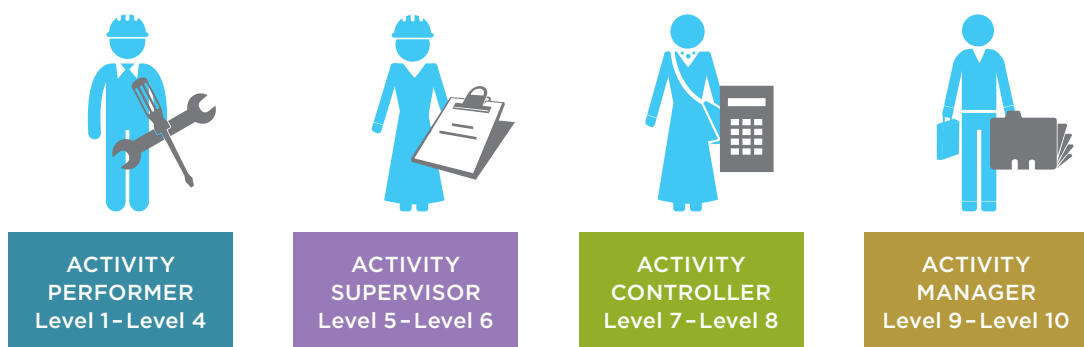 ACTIVITY
PERFORMER
Level 1–Level 4
ACTIVITY
SUPERVISOR
Level 5–Level 6
ACTIVITY
CONTROLLER
Level 7–Level 8
ACTIVITY
MANAGER
Level 9–Level 10